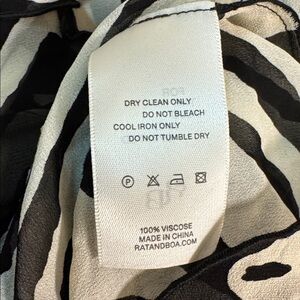 DRY CLEAN ONLY
DO NOT BLEACH
COOL IRON ONLY
DO NOT TUMBLE DRY
P
100% VISCOSE
MADE IN CHINA
RATANDBOA.COM